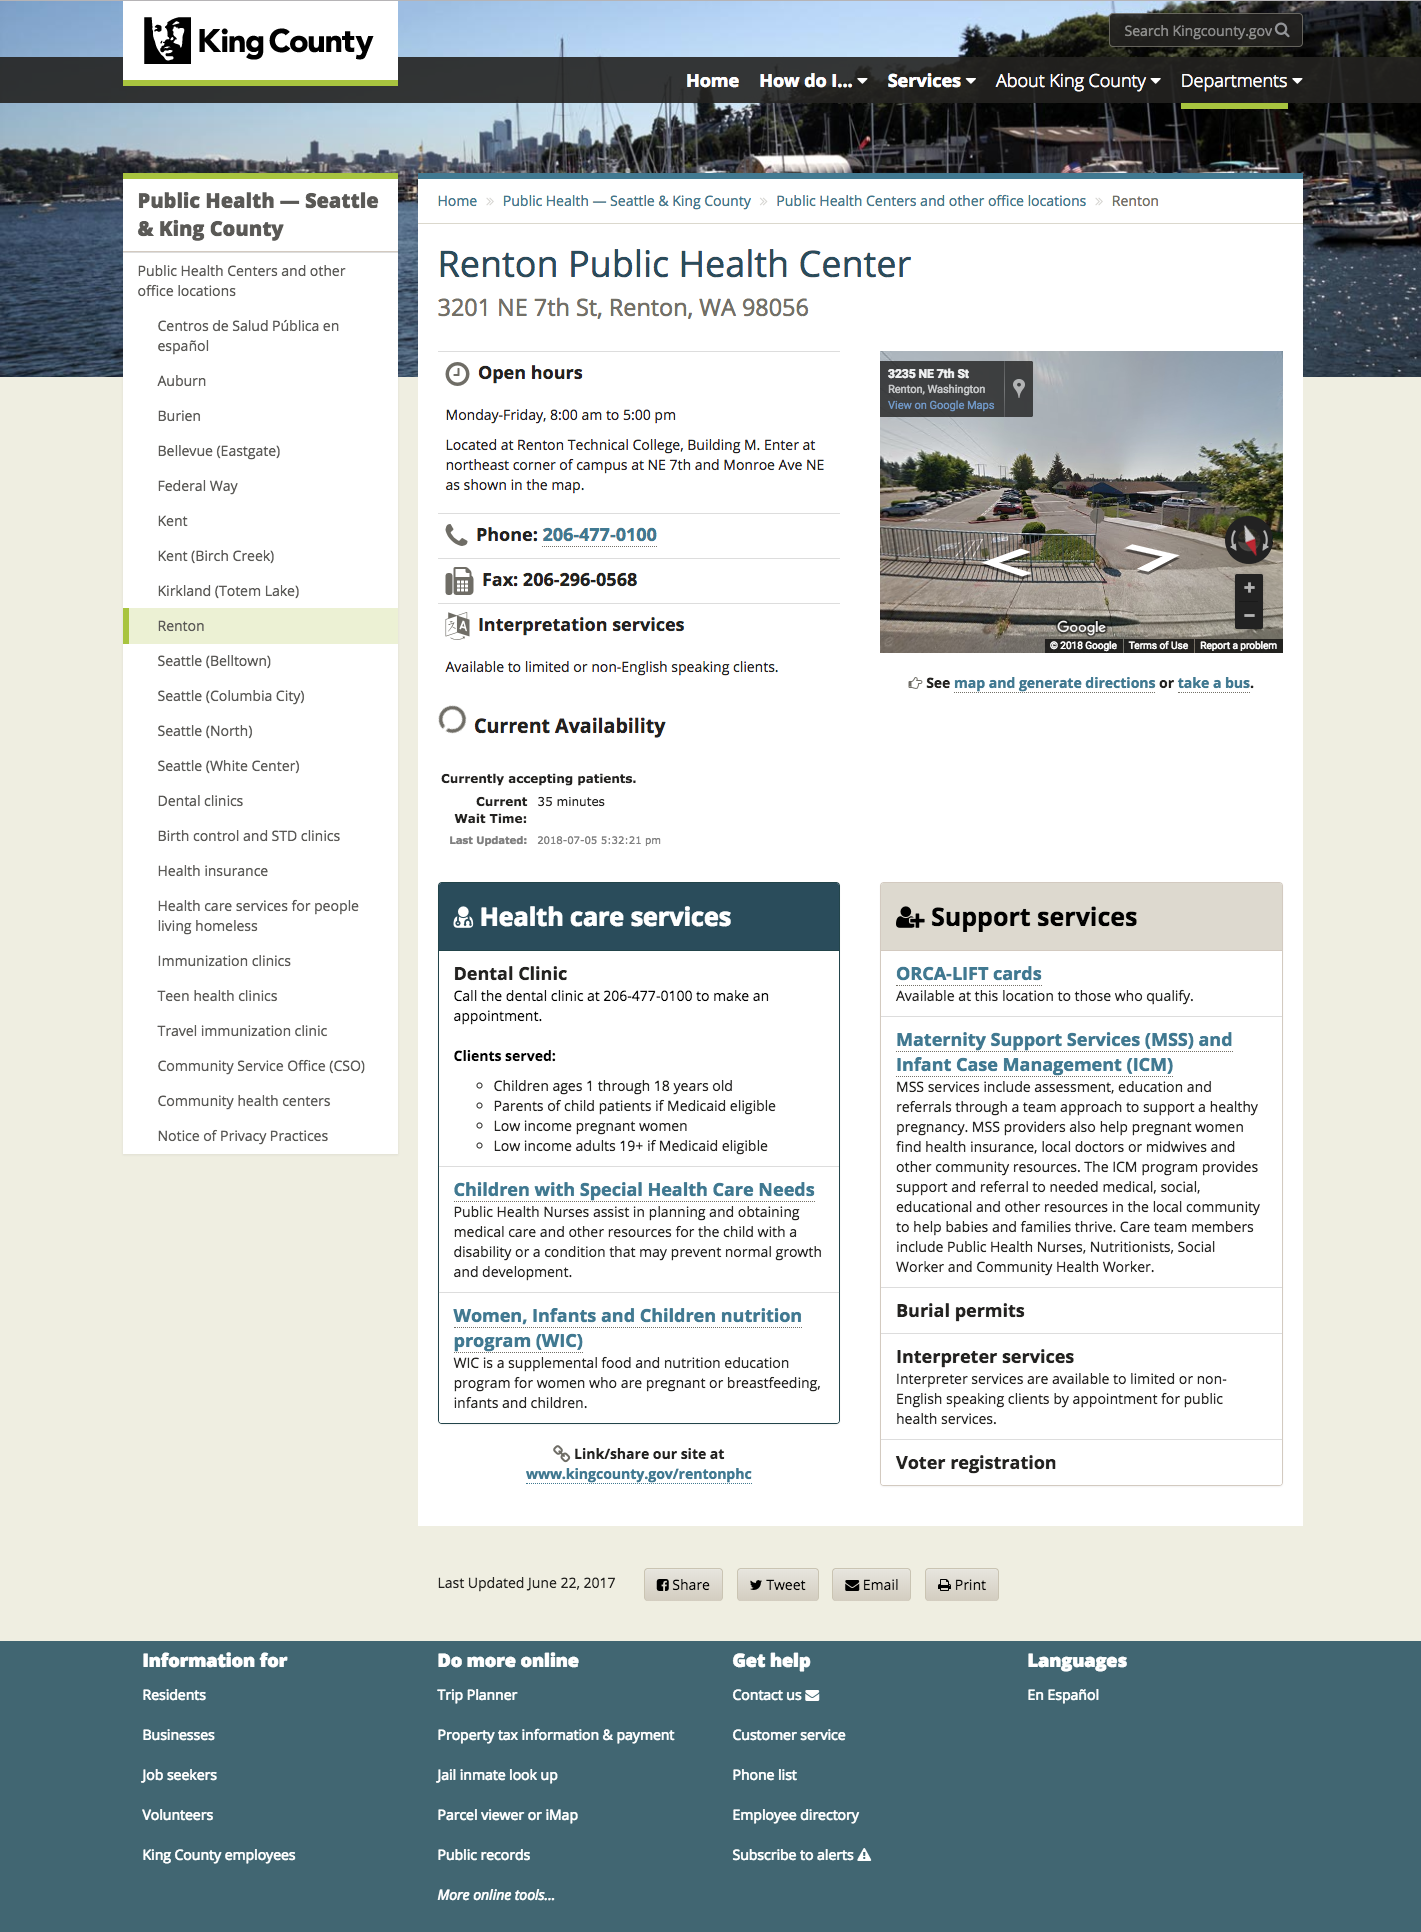 King County
Search Kingcounty.gov
Home How do I... Services About King County Departments
Public Health — Seattle
& King County
Public Health Centers and other
office locations
Centros de Salud Pública en
español
Auburn
Burien
Bellevue (Eastgate)
Federal Way
Kent
Kent (Birch Creek)
Kirkland (Totem Lake)
Renton
Seattle (Belltown)
Seattle (Columbia City)
Seattle (North)
Seattle (White Center)
Dental clinics
Birth control and STD clinics
Health insurance
Health care services for people
living homeless
Immunization clinics
Teen health clinics
Travel immunization clinic
Community Service Office (CSO)
Community health centers
Notice of Privacy Practices
Home » Public Health — Seattle & King County » Public Health Centers and other office locations » Renton
Renton Public Health Center
3201 NE 7th St, Renton, WA 98056
Open hours
Monday-Friday, 8:00 am to 5:00 pm
Located at Renton Technical College, Building M. Enter at
northeast corner of campus at NE 7th and Monroe Ave NE
as shown in the map.
Phone: 206-477-0100
Fax: 206-296-0568
Interpretation services
Available to limited or non-English speaking clients.
Current Availability
Currently accepting patients.
Current 35 minutes
Wait Time:
Last Updated: 2018-07-05 5:32:21 pm
3235 NE 7th St
Renton, Washington
View on Google Maps
Google
© 2018 Google Terms of Use Report a problem
See map and generate directions or take a bus.
Health care services
Dental Clinic
Call the dental clinic at 206-477-0100 to make an
appointment.
Clients served:
Children ages 1 through 18 years old
Parents of child patients if Medicaid eligible
Low income pregnant women
Low income adults 19+ if Medicaid eligible
Children with Special Health Care Needs
Public Health Nurses assist in planning and obtaining
medical care and other resources for the child with a
disability or a condition that may prevent normal growth
and development.
Women, Infants and Children nutrition
program (WIC)
WIC is a supplemental food and nutrition education
program for women who are pregnant or breastfeeding,
infants and children.
Link/share our site at
www.kingcounty.gov/rentonphc
Support services
ORCA-LIFT cards
Available at this location to those who qualify.
Maternity Support Services (MSS) and
Infant Case Management (ICM)
MSS services include assessment, education and
referrals through a team approach to support a healthy
pregnancy. MSS providers also help pregnant women
find health insurance, local doctors or midwives and
other community resources. The ICM program provides
support and referral to needed medical, social,
educational and other resources in the local community
to help babies and families thrive. Care team members
include Public Health Nurses, Nutritionists, Social
Worker and Community Health Worker.
Burial permits
Interpreter services
Interpreter services are available to limited or non-
English speaking clients by appointment for public
health services.
Voter registration
Last Updated June 22, 2017 Share Tweet Email Print
Information for
Residents
Businesses
Job seekers
Volunteers
King County employees
Do more online
Trip Planner
Property tax information & payment
Jail inmate look up
Parcel viewer or iMap
Public records
More online tools...
Get help
Contact us
Customer service
Phone list
Employee directory
Subscribe to alerts
Languages
En Español